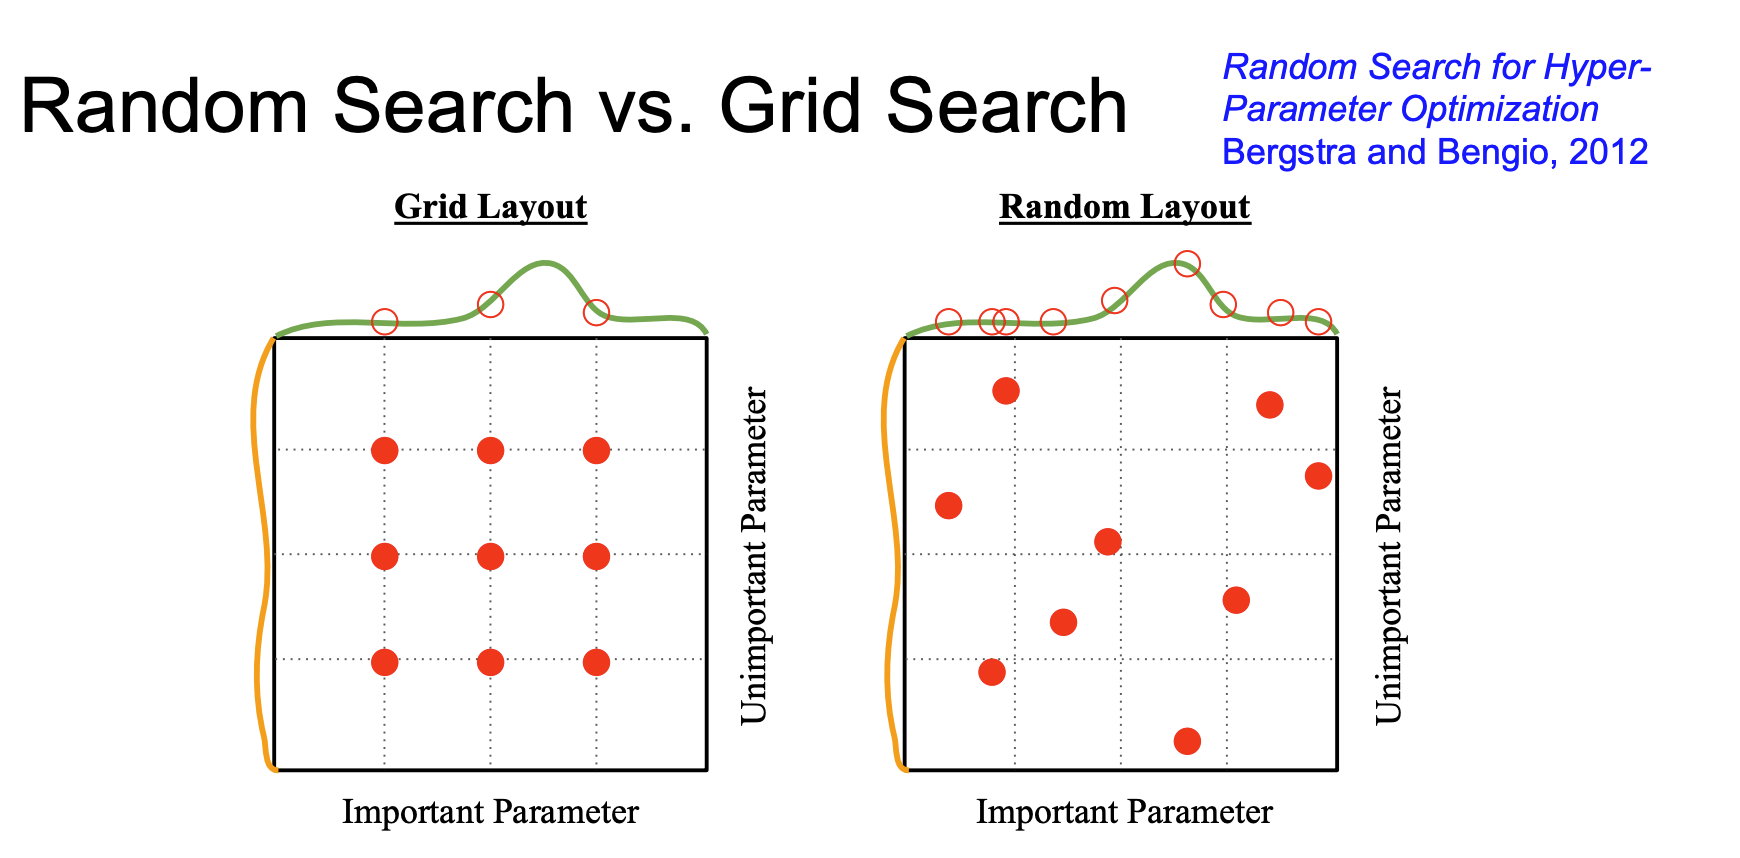 Random Search vs. Grid Search
Random Search for Hyper-
Parameter Optimization
Bergstra and Bengio, 2012
Grid Layout
Unimportant Parameter
Important Parameter
Random Layout
Unimportant Parameter
Important Parameter